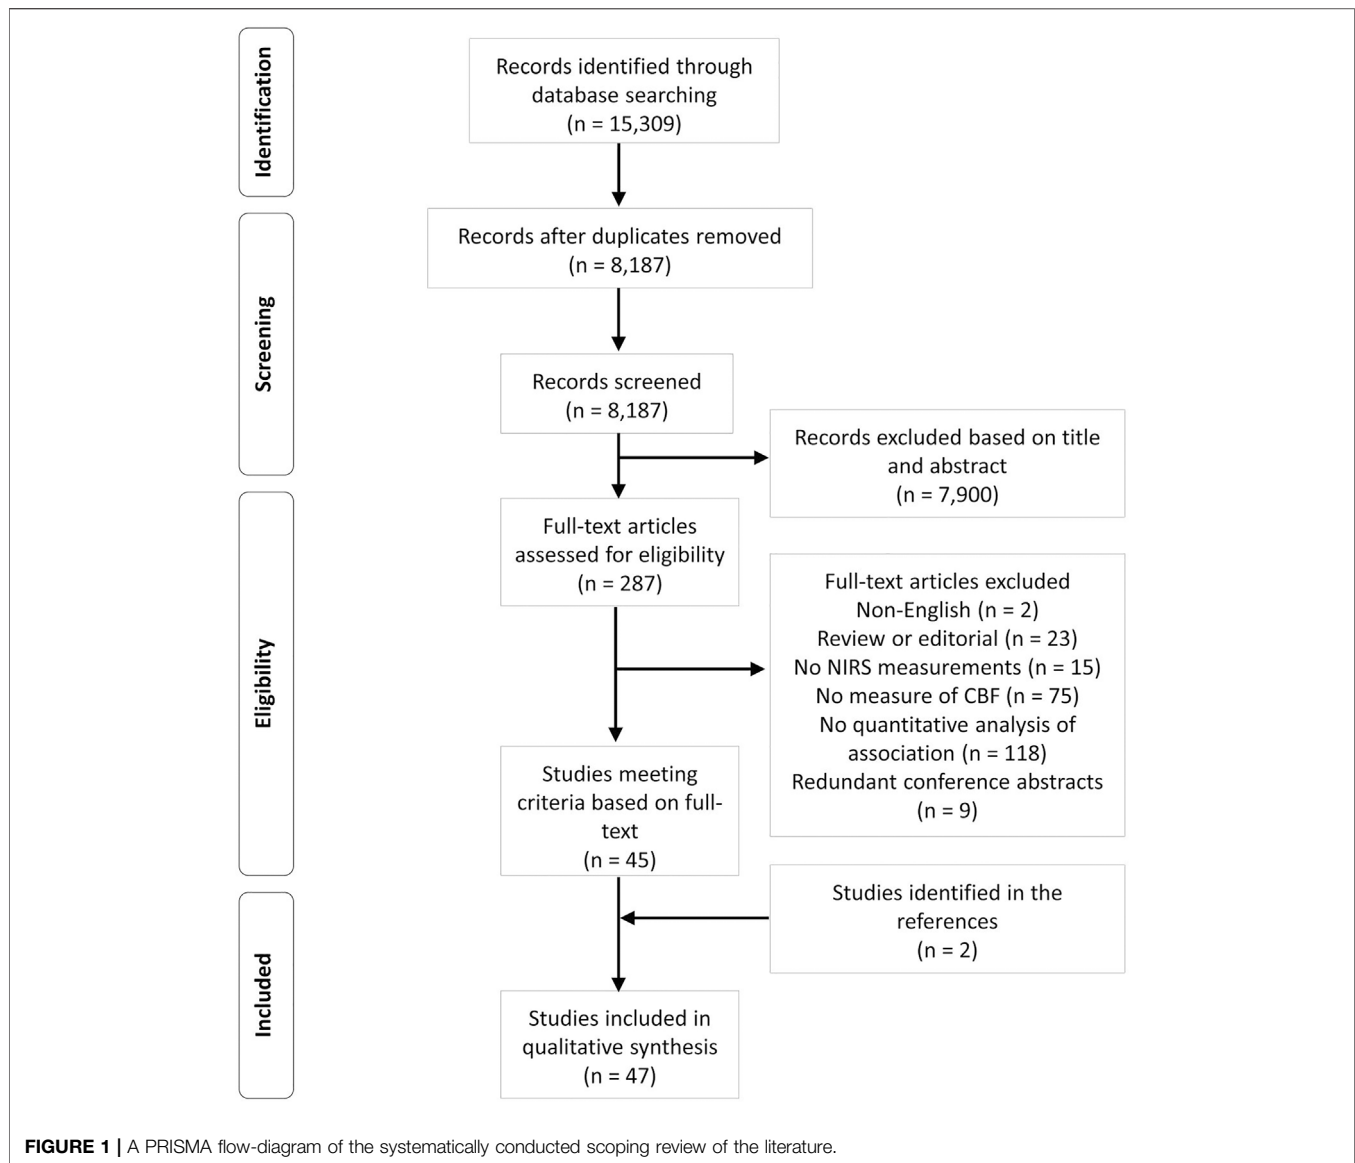 Identification
Records identified through
database searching
(n = 15,309)
Screening
Records after duplicates removed
(n = 8,187)
Records screened
(n = 8,187)
Records excluded based on title
and abstract
(n = 7,900)
Eligibility
Full-text articles
assessed for eligibility
(n = 287)
Full-text articles excluded
Non-English (n = 2)
Review or editorial (n = 23)
No NIRS measurements (n = 15)
No measure of CBF (n = 75)
No quantitative analysis of
association (n = 118)
Redundant conference abstracts
(n = 9)
Studies meeting
criteria based on full-
text
(n = 45)
Included
Studies identified in the
references
(n = 2)
Studies included in
qualitative synthesis
(n = 47)
FIGURE 1 | A PRISMA flow-diagram of the systematically conducted scoping review of the literature.